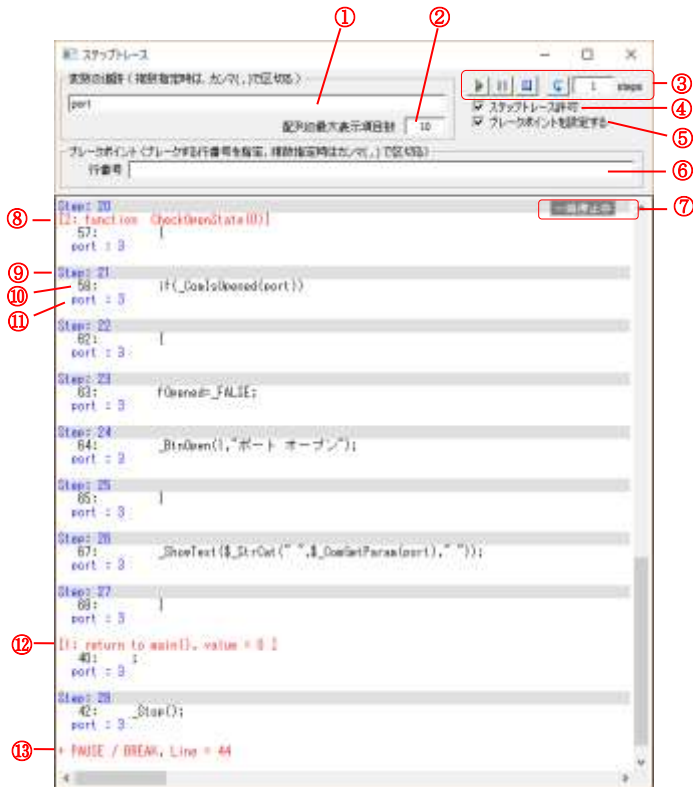 ① ②
ステップトレース
変数の追跡 ( 複数指定時は、カンマ(,)で区切る )
port
配列の最大表示項目数 10
1 steps ③
ステップトレース許可 ④
ブレークポイントを設定する ⑤
ブレークポイント (ブレークする行番号を指定、複数指定時はカンマ(,)で区切る)
行番号 ⑥
Step: 20
一時停止中 ⑦
⑧ [2: function CheckOpenState(0)]
57: {
port : 3
⑨ Step: 21
⑩ 58: if(_ComIsOpened(port))
⑪ port : 3
Step: 22
62: {
port : 3
Step: 23
63: fOpened=_FALSE;
port : 3
Step: 24
64: _BtnOpen(1,"ポート オープン");
port : 3
Step: 25
65: }
port : 3
Step: 26
67: _ShowText($_StrCat(" ",$_ComGetParam(port)," "));
port : 3
Step: 27
68: }
port : 3
⑫ [1: return to main(), value = 0 ]
40: ;
port : 3
Step: 28
42: _Stop();
port : 3
⑬ * PAUSE / BREAK, Line = 44